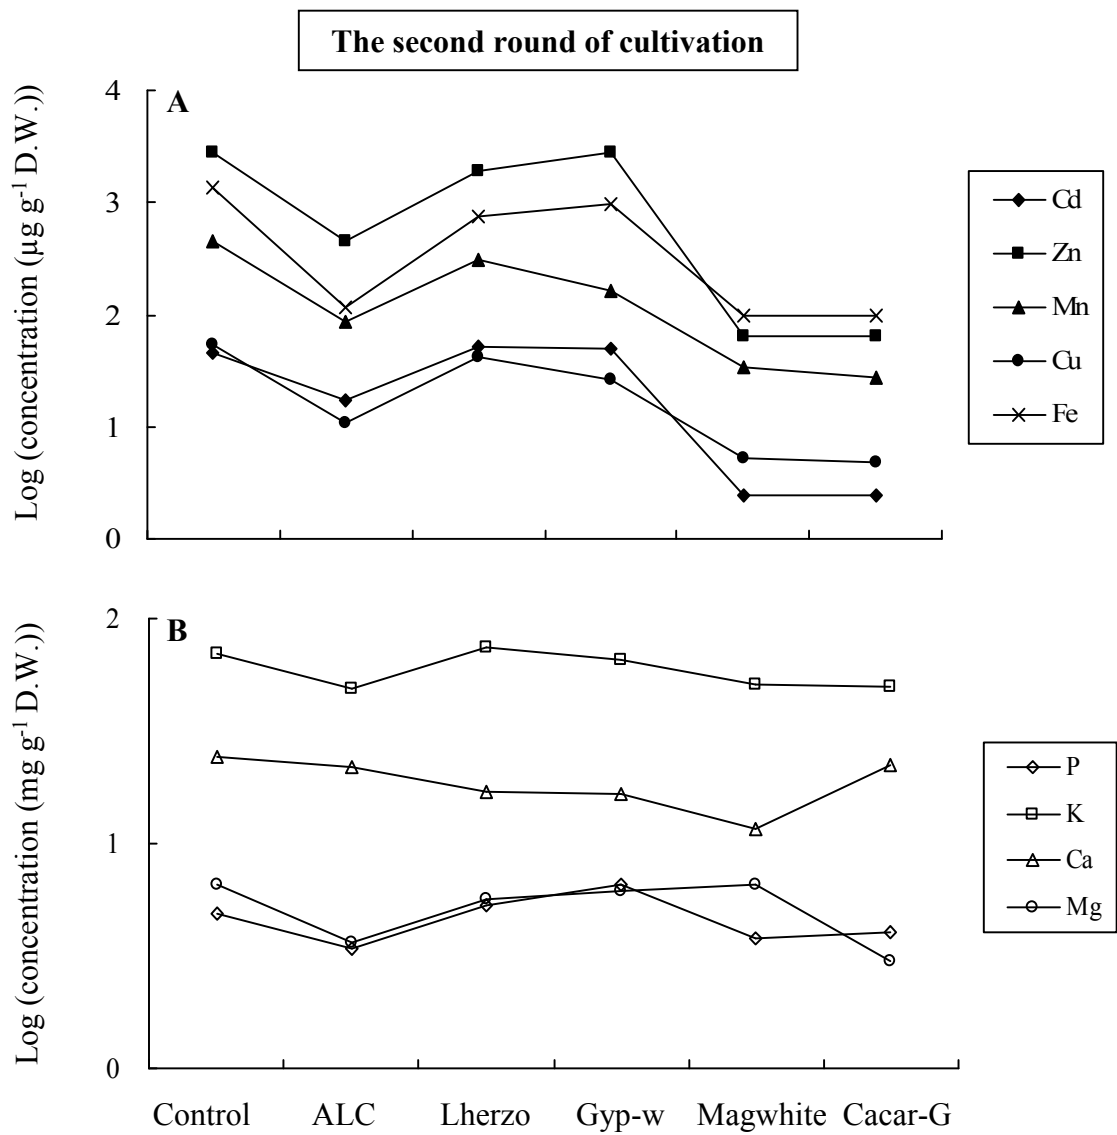 The second round of cultivation
Log (concentration (µg g⁻¹ D.W.))
4
3
2
1
0
A
Cd
Zn
Mn
Cu
Fe
Log (concentration (mg g⁻¹ D.W.))
2
1
0
B
P
K
Ca
Mg
Control ALC Lherzo Gyp-w Magwhite Cacar-G